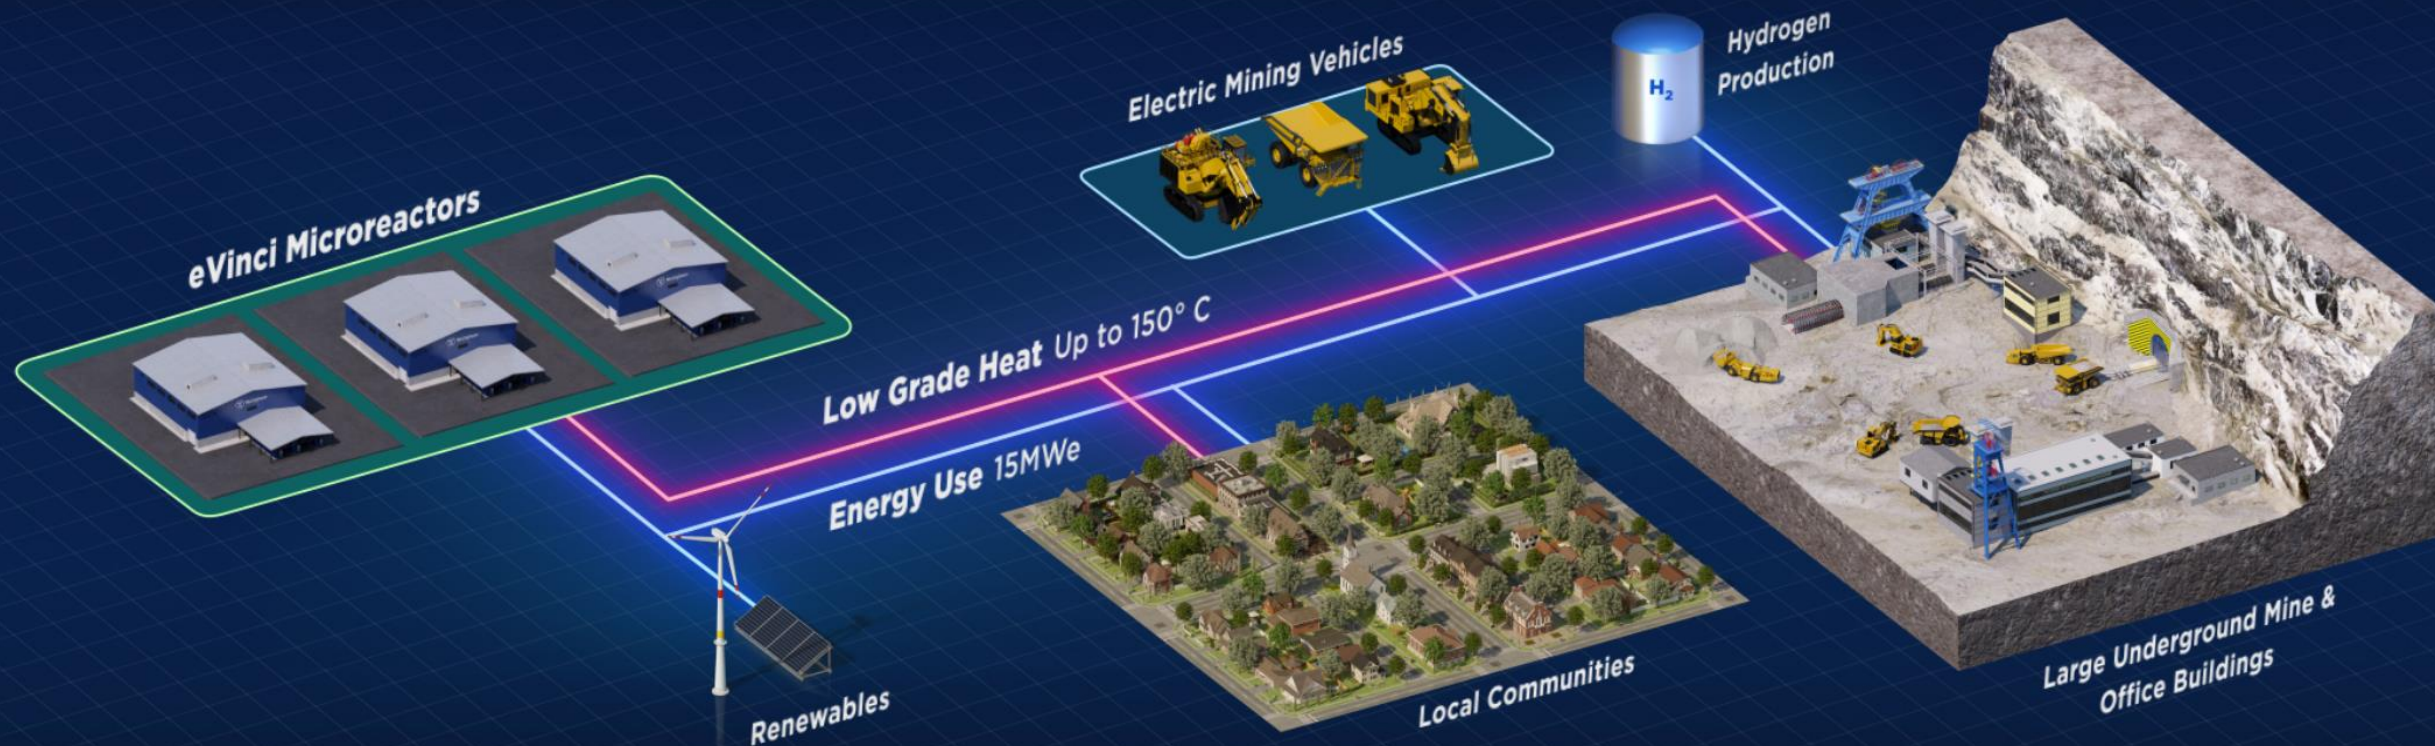 eVinci Microreactors
Electric Mining Vehicles
Hydrogen
Production
H₂
Low Grade Heat Up to 150° C
Energy Use 15MWe
Renewables
Local Communities
Large Underground Mine &
Office Buildings